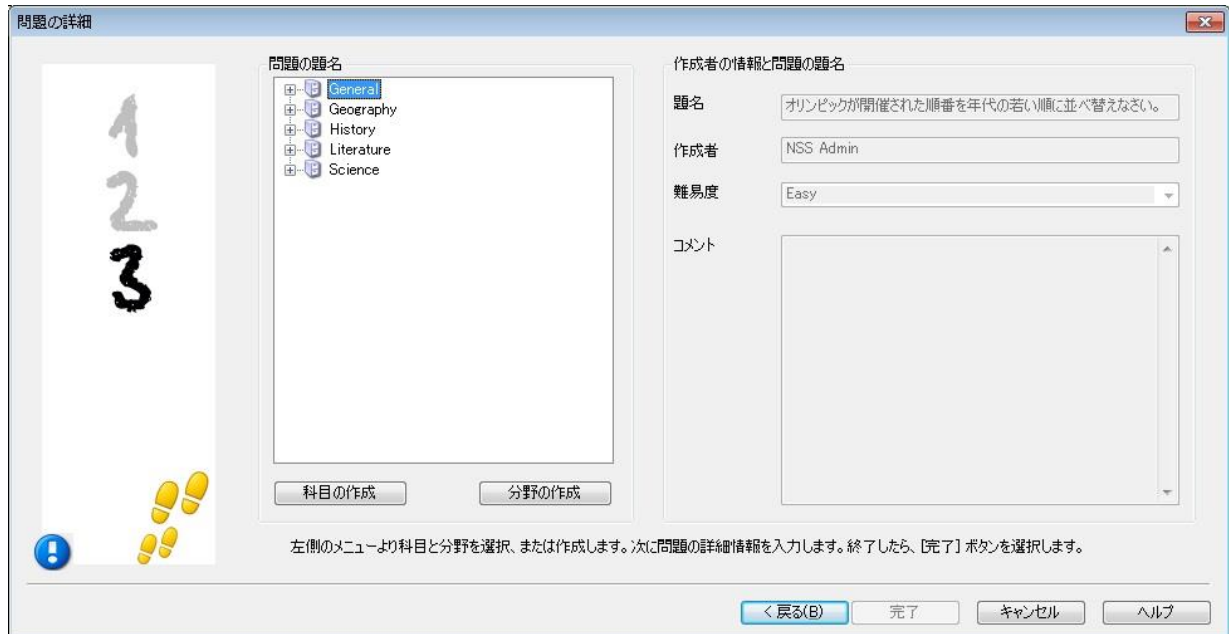 問題の詳細
1
2
3
問題の題名
General
Geography
History
Literature
Science
科目の作成
分野の作成
作成者の情報と問題の題名
題名
オリンピックが開催された順番を年代の若い順に並べ替えなさい。
作成者
NSS Admin
難易度
Easy
コメント
左側のメニューより科目と分野を選択、または作成します。次に問題の詳細情報を入力します。終了したら、[完了] ボタンを選択します。
< 戻る(B)
完了
キャンセル
ヘルプ